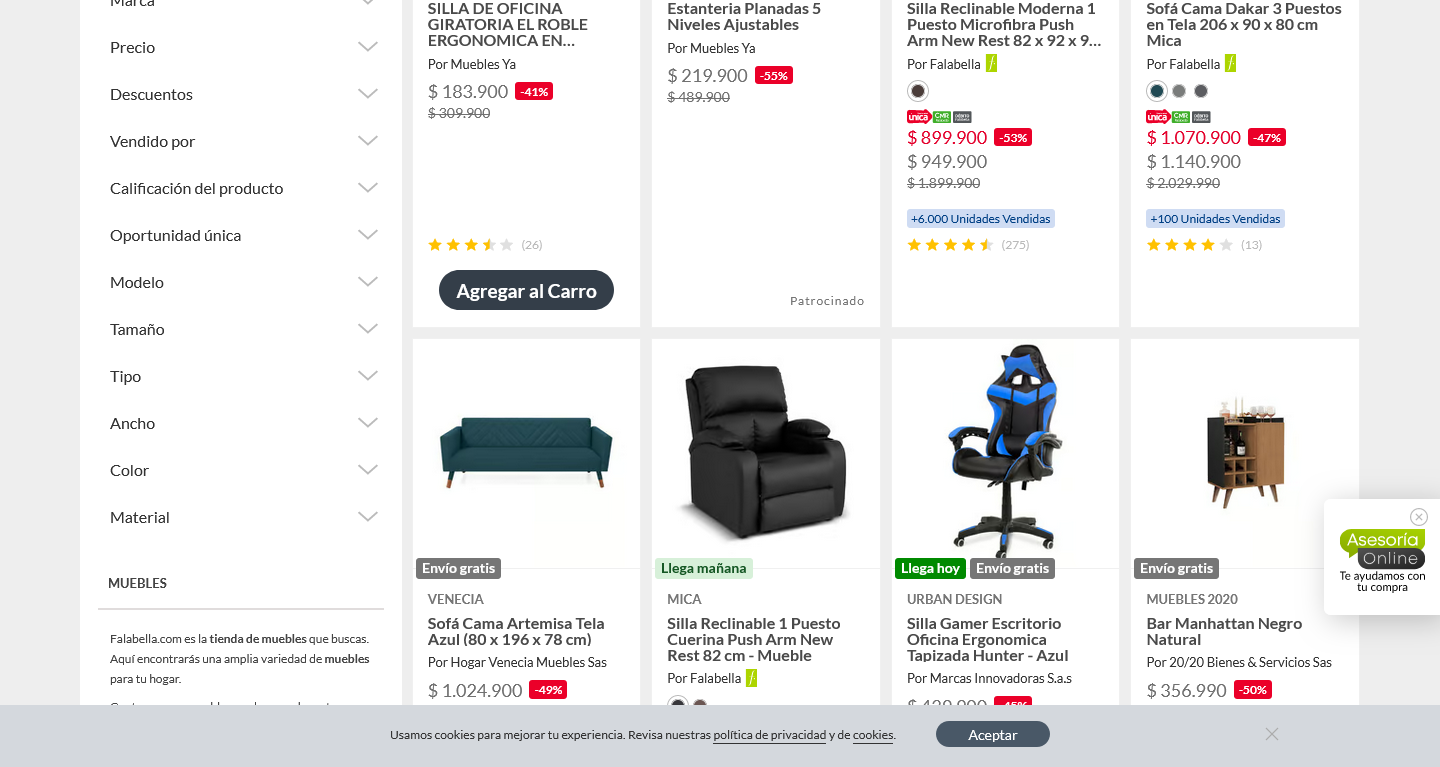 Marca
Precio
Descuentos
Vendido por
Calificación del producto
Oportunidad única
Modelo
Tamaño
Tipo
Ancho
Color
Material
MUEBLES
Falabella.com es la tienda de muebles que buscas.
Aquí encontrarás una amplia variedad de muebles
para tu hogar.
SILLA DE OFICINA
GIRATORIA EL ROBLE
ERGONOMICA EN...
Por Muebles Ya
$ 183.900 -41%
$ 309.900
(26)
Agregar al Carro
Estanteria Planadas 5
Niveles Ajustables
Por Muebles Ya
$ 219.900 -55%
$ 489.900
Patrocinado
Silla Reclinable Moderna 1
Puesto Microfibra Push
Arm New Rest 82 x 92 x 9...
Por Falabella
única CMR
$ 899.900 -53%
$ 949.900
$ 1.899.900
+6.000 Unidades Vendidas
(275)
Sofá Cama Dakar 3 Puestos
en Tela 206 x 90 x 80 cm
Mica
Por Falabella
única CMR
$ 1.070.900 -47%
$ 1.140.900
$ 2.029.990
+100 Unidades Vendidas
(13)
Envío gratis
VENECIA
Sofá Cama Artemisa Tela
Azul (80 x 196 x 78 cm)
Por Hogar Venecia Muebles Sas
$ 1.024.900 -49%
Llega mañana
MICA
Silla Reclinable 1 Puesto
Cuerina Push Arm New
Rest 82 cm - Mueble
Por Falabella
Llega hoy Envío gratis
URBAN DESIGN
Silla Gamer Escritorio
Oficina Ergonomica
Tapizada Hunter - Azul
Por Marcas Innovadoras S.a.s
Envío gratis
MUEBLES 2020
Bar Manhattan Negro
Natural
Por 20/20 Bienes & Servicios Sas
$ 356.990 -50%
Asesoría
Online
Te ayudamos con
tu compra
Usamos cookies para mejorar tu experiencia. Revisa nuestras política de privacidad y de cookies.
Aceptar